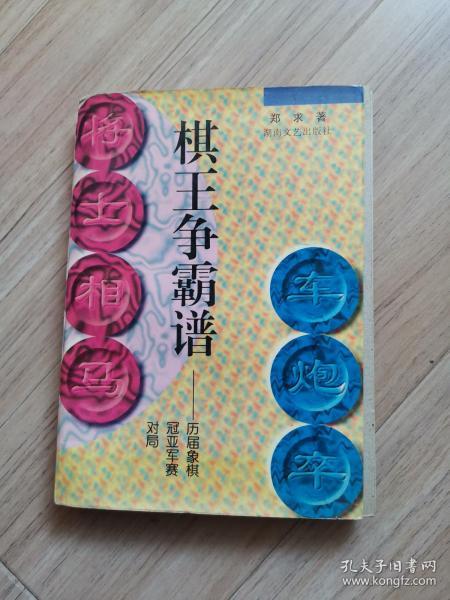 郑求著
湖南文艺出版社
棋王争霸谱
——历届象棋
冠亚军赛
对局
将
士
相
马
车
炮
卒
孔夫子旧书网
www.kongfz.com